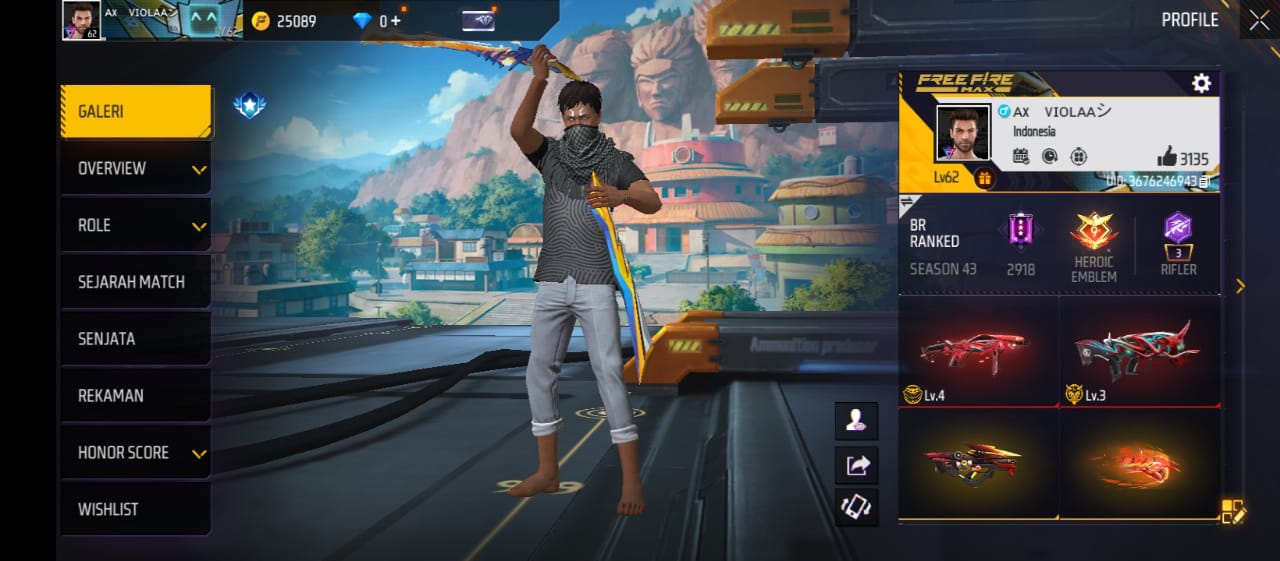 AX VIOLAAシ
62
LV.62
25089
0 +
PROFILE
GALERI
OVERVIEW
ROLE
SEJARAH MATCH
SENJATA
REKAMAN
HONOR SCORE
WISHLIST
FREE FIRE
MAX
AX VIOLAAシ
Indonesia
3135
Lv62
UID: 3676246943
BR
RANKED
SEASON 43
2918
HEROIC
EMBLEM
3
RIFLER
Lv.4
Lv.3
Ammunition producer